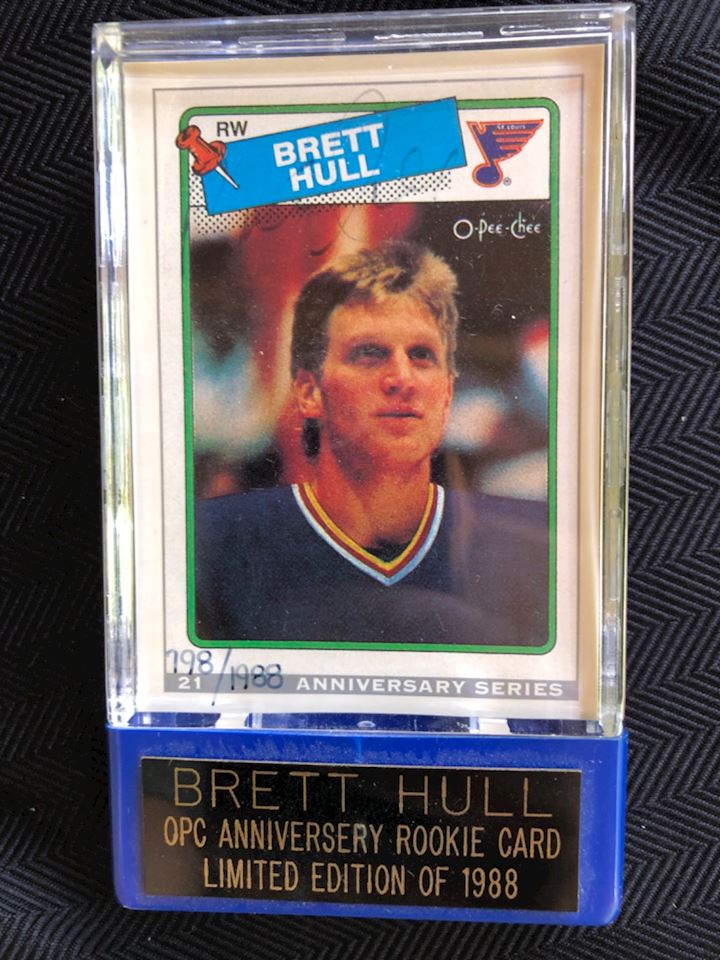 RW
BRETT
HULL
ST. LOUIS
®
O-PEE-CHEE
798/1988
21 ANNIVERSARY SERIES
BRETT HULL
OPC ANNIVERSERY ROOKIE CARD
LIMITED EDITION OF 1988